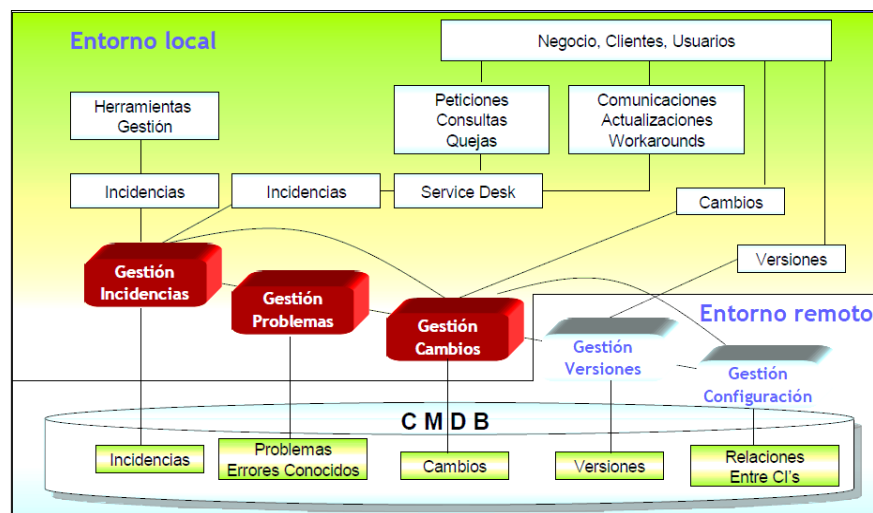 Entorno local
Negocio, Clientes, Usuarios
Herramientas
Gestión
Peticiones
Consultas
Quejas
Comunicaciones
Actualizaciones
Workarounds
Incidencias
Incidencias
Service Desk
Cambios
Versiones
Gestión
Incidencias
Gestión
Problemas
Gestión
Cambios
Entorno remoto
Gestión
Versiones
Gestión
Configuración
C M D B
Incidencias
Problemas
Errores Conocidos
Cambios
Versiones
Relaciones
Entre CI's